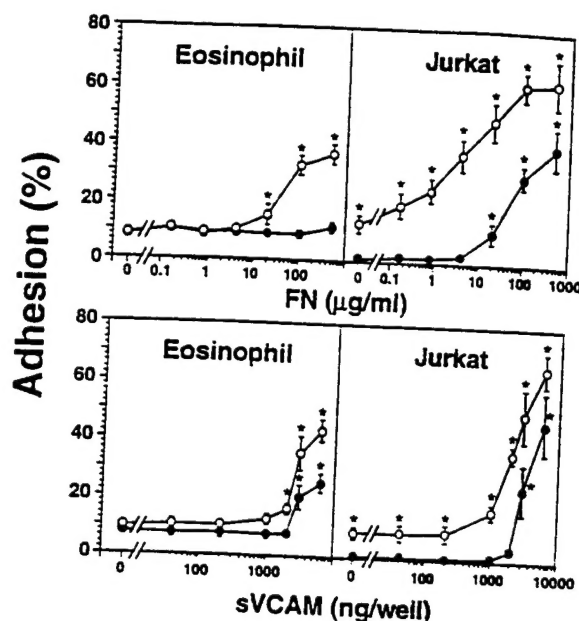 Adhesion (%)
80
60
40
20
0
Eosinophil
Jurkat
* * * *
* * * * * * * * * *
0 0.1 1 10 100
0 0.1 1 10 100 1000
FN (μg/ml)
80
60
40
20
0
Eosinophil
Jurkat
* * * * *
* * * * * * * * *
0 10 100 1000
0 10 100 1000 10000
sVCAM (ng/well)